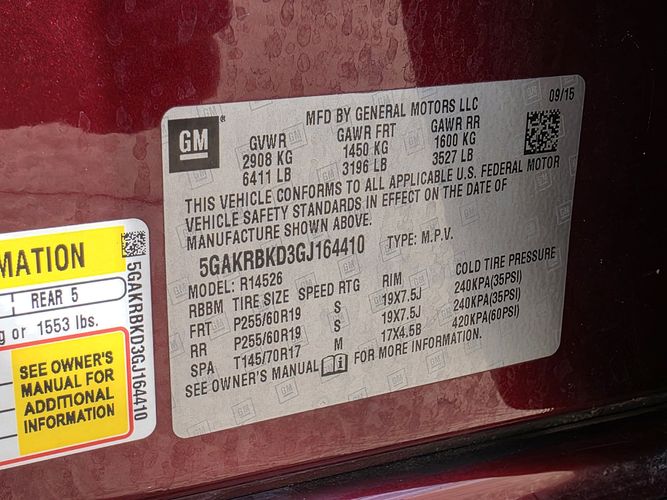 MATION
REAR 5
g or 1553 lbs.
SEE OWNER'S
MANUAL FOR
ADDITIONAL
INFORMATION
5GAKRBKD3GJ164410
GM
MFD BY GENERAL MOTORS LLC 09/15
GVWR GAWR FRT GAWR RR
2908 KG 1450 KG 1600 KG
6411 LB 3196 LB 3527 LB
THIS VEHICLE CONFORMS TO ALL APPLICABLE U.S. FEDERAL MOTOR
VEHICLE SAFETY STANDARDS IN EFFECT ON THE DATE OF
MANUFACTURE SHOWN ABOVE.
5GAKRBKD3GJ164410 TYPE: M.P.V.
MODEL: R14526
RBBM TIRE SIZE SPEED RTG RIM COLD TIRE PRESSURE
FRT P255/60R19 S 19X7.5J 240KPA(35PSI)
RR P255/60R19 S 19X7.5J 240KPA(35PSI)
SPA T145/70R17 M 17X4.5B 420KPA(60PSI)
SEE OWNER'S MANUAL FOR MORE INFORMATION.